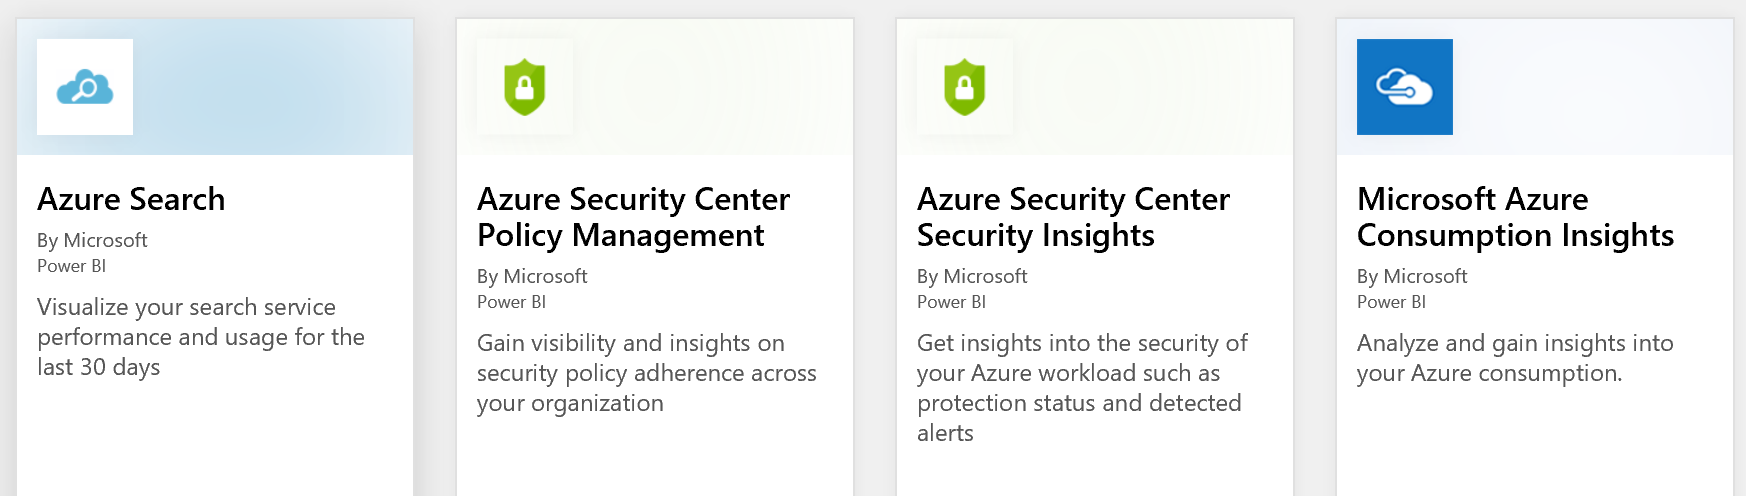 Azure Search
By Microsoft
Power BI
Visualize your search service
performance and usage for the
last 30 days
Azure Security Center
Policy Management
By Microsoft
Power BI
Gain visibility and insights on
security policy adherence across
your organization
Azure Security Center
Security Insights
By Microsoft
Power BI
Get insights into the security of
your Azure workload such as
protection status and detected
alerts
Microsoft Azure
Consumption Insights
By Microsoft
Power BI
Analyze and gain insights into
your Azure consumption.